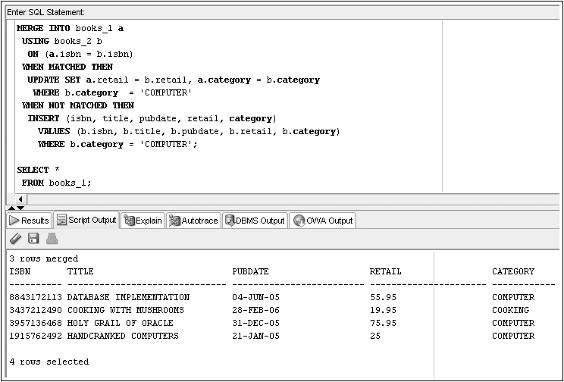 Enter SQL Statement:
MERGE INTO books_1 a
USING books_2 b
ON (a.isbn = b.isbn)
WHEN MATCHED THEN
UPDATE SET a.retail = b.retail, a.category = b.category
WHERE b.category = 'COMPUTER'
WHEN NOT MATCHED THEN
INSERT (isbn, title, pubdate, retail, category)
VALUES (b.isbn, b.title, b.pubdate, b.retail, b.category)
WHERE b.category = 'COMPUTER';
SELECT *
FROM books_1;
Results Script Output Explain Autotrace DBMS Output OWA Output
3 rows merged
ISBN TITLE PUBDATE RETAIL CATEGORY
8843172113 DATABASE IMPLEMENTATION 04-JUN-05 55.95 COMPUTER
3437212490 COOKING WITH MUSHROOMS 28-FEB-06 19.95 COOKING
3957136468 HOLY GRAIL OF ORACLE 31-DEC-05 75.95 COMPUTER
1915762492 HANDCRANKED COMPUTERS 21-JAN-05 25 COMPUTER
4 rows selected